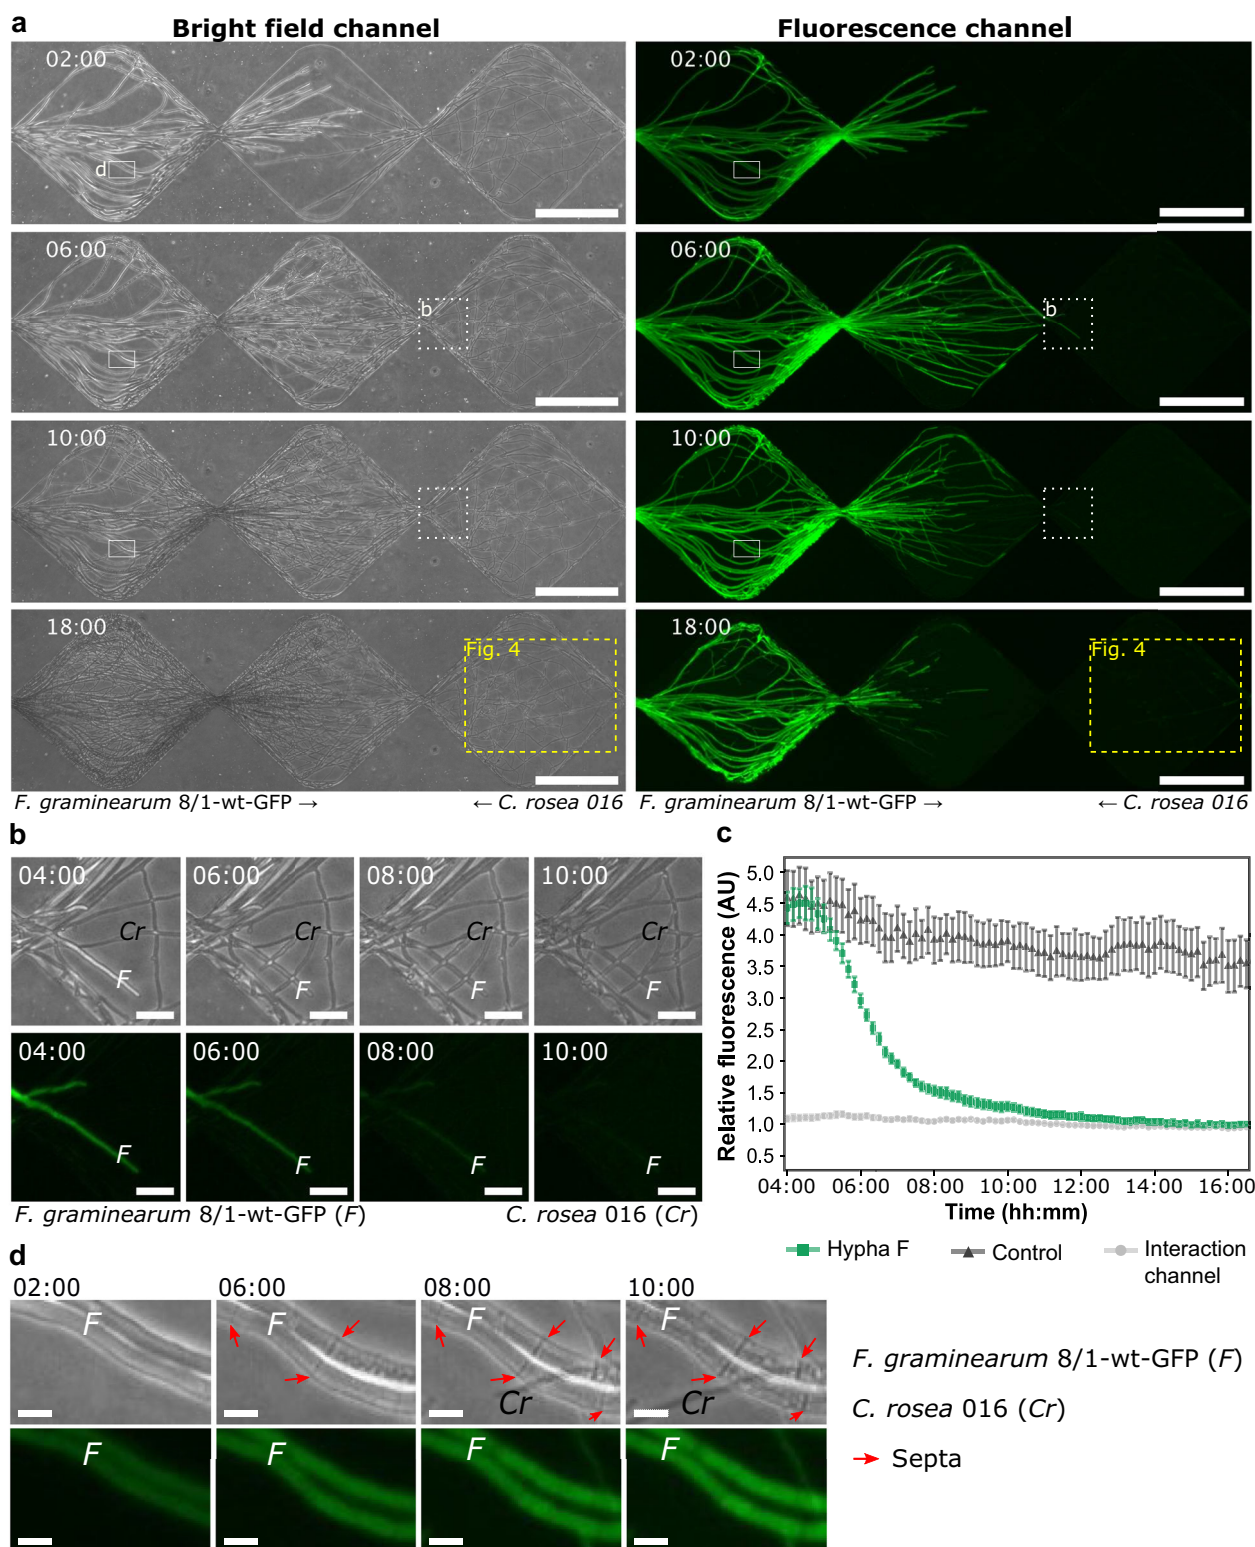 a
Bright field channel
Fluorescence channel
02:00
d
02:00
06:00
b
06:00
b
10:00
10:00
18:00
Fig. 4
18:00
Fig. 4
F. graminearum 8/1-wt-GFP →
← C. rosea 016
F. graminearum 8/1-wt-GFP →
← C. rosea 016
b
04:00
Cr
F
06:00
Cr
F
08:00
Cr
F
10:00
Cr
F
04:00
F
06:00
F
08:00
F
10:00
F
F. graminearum 8/1-wt-GFP (F)
C. rosea 016 (Cr)
c
Relative fluorescence (AU)
5.0
4.5
4.0
3.5
3.0
2.5
2.0
1.5
1.0
0.5
04:00 06:00 08:00 10:00 12:00 14:00 16:00
Time (hh:mm)
Hypha F
Control
Interaction
channel
d
02:00
06:00
08:00
10:00
F
F
F
Cr
F
Cr
F
F
F
F
F. graminearum 8/1-wt-GFP (F)
C. rosea 016 (Cr)
→ Septa